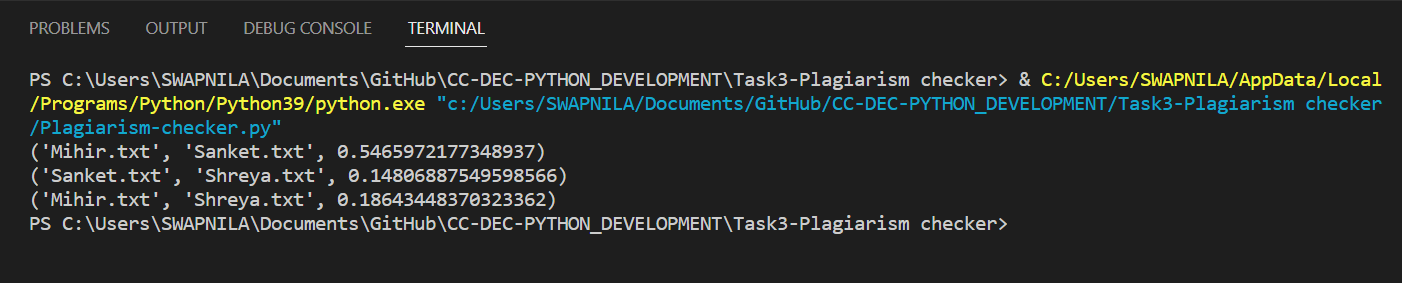 PROBLEMS OUTPUT DEBUG CONSOLE TERMINAL
PS C:\Users\SWAPNILA\Documents\GitHub\CC-DEC-PYTHON_DEVELOPMENT\Task3-Plagiarism checker> & C:/Users/SWAPNILA/AppData/Local
/Programs/Python/Python39/python.exe "c:/Users/SWAPNILA/Documents/GitHub/CC-DEC-PYTHON_DEVELOPMENT/Task3-Plagiarism checker
/Plagiarism-checker.py"
('Mihir.txt', 'Sanket.txt', 0.5465972177348937)
('Sanket.txt', 'Shreya.txt', 0.14806887549598566)
('Mihir.txt', 'Shreya.txt', 0.18643448370323362)
PS C:\Users\SWAPNILA\Documents\GitHub\CC-DEC-PYTHON_DEVELOPMENT\Task3-Plagiarism checker>